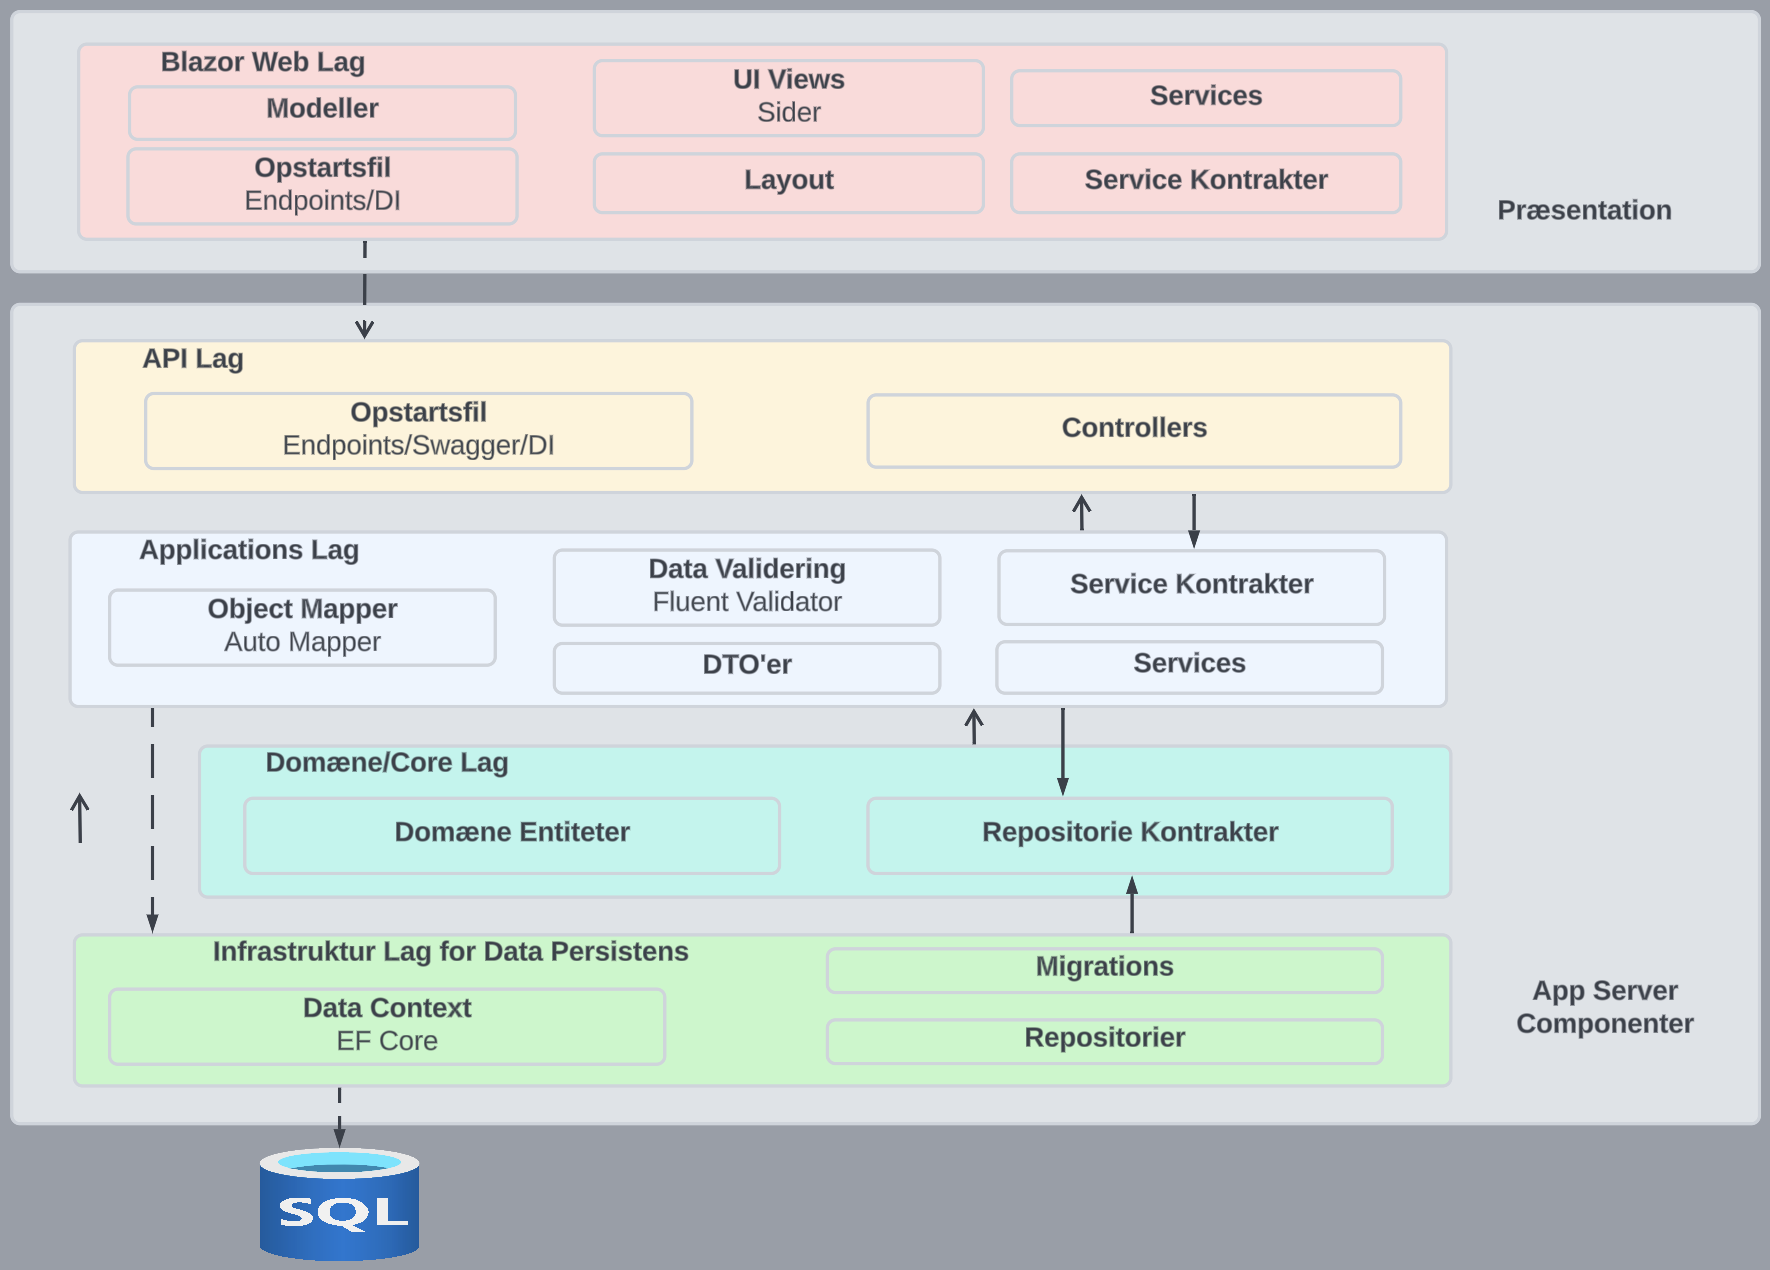 Blazor Web Lag
Modeller
Opstartsfil
Endpoints/DI
UI Views
Sider
Layout
Services
Service Kontrakter
Præsentation
API Lag
Opstartsfil
Endpoints/Swagger/DI
Controllers
Applications Lag
Object Mapper
Auto Mapper
Data Validering
Fluent Validator
DTO'er
Service Kontrakter
Services
Domæne/Core Lag
Domæne Entiteter
Repositorie Kontrakter
Infrastruktur Lag for Data Persistens
Data Context
EF Core
Migrations
Repositorier
App Server
Componenter
SQL